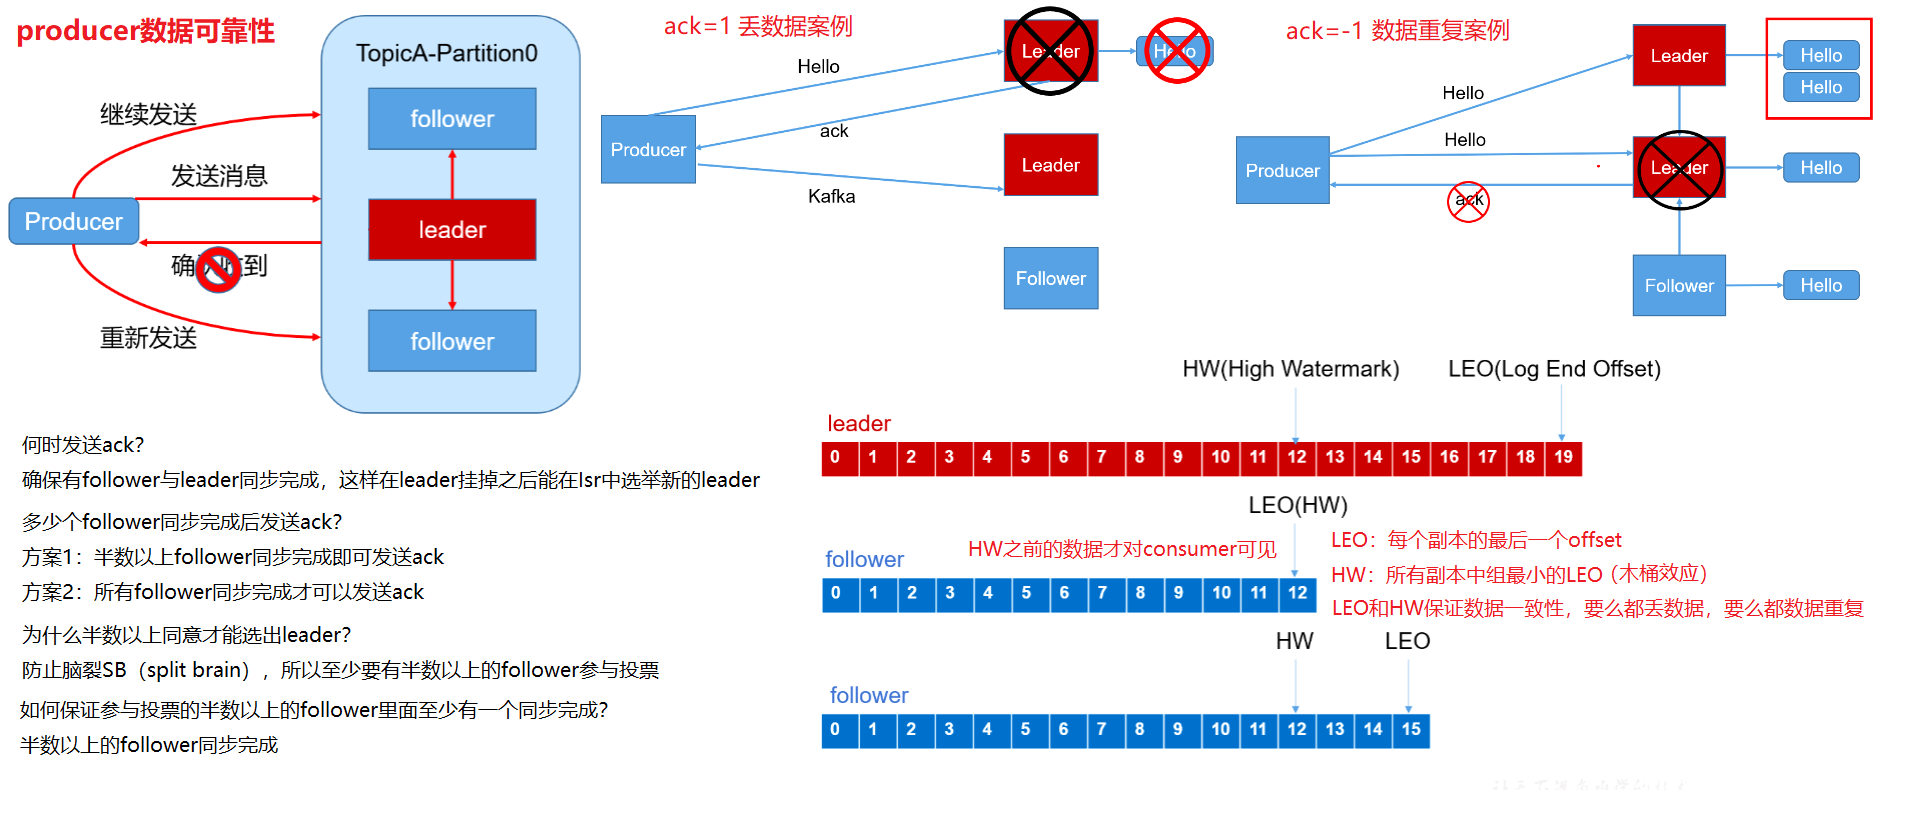 producer数据可靠性
TopicA-Partition0
继续发送
follower
发送消息
Producer
leader
确认收到
重新发送
follower
ack=1 丢数据案例
Hello
Leader
Hello
ack
Producer
Leader
Kafka
Follower
ack=-1 数据重复案例
Leader
Hello
Hello
Hello
Hello
Producer
Leader
Hello
ack
Follower
Hello
何时发送ack?
确保有follower与leader同步完成，这样在leader挂掉之后能在Isr中选举新的leader
多少个follower同步完成后发送ack?
方案1：半数以上follower同步完成即可发送ack
方案2：所有follower同步完成才可以发送ack
为什么半数以上同意才能选出leader?
防止脑裂SB（split brain），所以至少要有半数以上的follower参与投票
如何保证参与投票的半数以上的follower里面至少有一个同步完成?
半数以上的follower同步完成
HW(High Watermark)
LEO(Log End Offset)
leader
0 1 2 3 4 5 6 7 8 9 10 11 12 13 14 15 16 17 18 19
LEO(HW)
follower
HW之前的数据才对consumer可见
0 1 2 3 4 5 6 7 8 9 10 11 12
LEO：每个副本的最后一个offset
HW：所有副本中组最小的LEO（木桶效应）
LEO和HW保证数据一致性，要么都丢数据，要么都数据重复
HW
LEO
follower
0 1 2 3 4 5 6 7 8 9 10 11 12 13 14 15